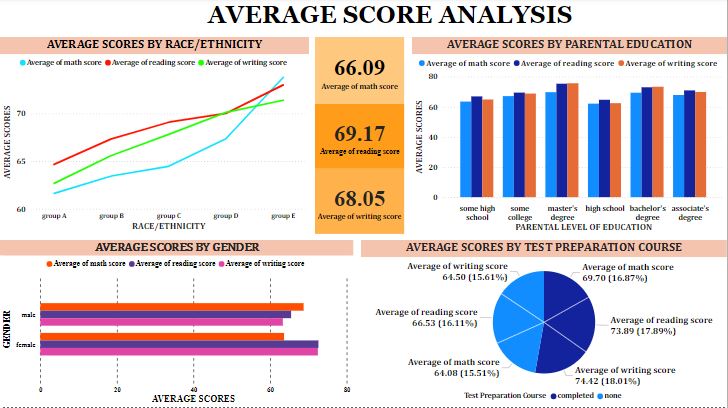 AVERAGE SCORE ANALYSIS
AVERAGE SCORES BY RACE/ETHNICITY
Average of math score Average of reading score Average of writing score
AVERAGE SCORES
70
65
60
group A group B group C group D group E
RACE/ETHNICITY
66.09
Average of math score
69.17
Average of reading score
68.05
Average of writing score
AVERAGE SCORES BY PARENTAL EDUCATION
Average of math score Average of reading score Average of writing score
AVERAGE SCORES
80
60
40
20
0
some high school
some college
master's degree
high school
bachelor's degree
associate's degree
PARENTAL LEVEL OF EDUCATION
AVERAGE SCORES BY GENDER
Average of math score Average of reading score Average of writing score
GENDER
male
female
0 20 40 60 80
AVERAGE SCORES
AVERAGE SCORES BY TEST PREPARATION COURSE
Average of writing score
64.50 (15.61%)
Average of math score
69.70 (16.87%)
Average of reading score
66.53 (16.11%)
Average of reading score
73.89 (17.89%)
Average of math score
64.08 (15.51%)
Average of writing score
74.42 (18.01%)
Test Preparation Course completed none